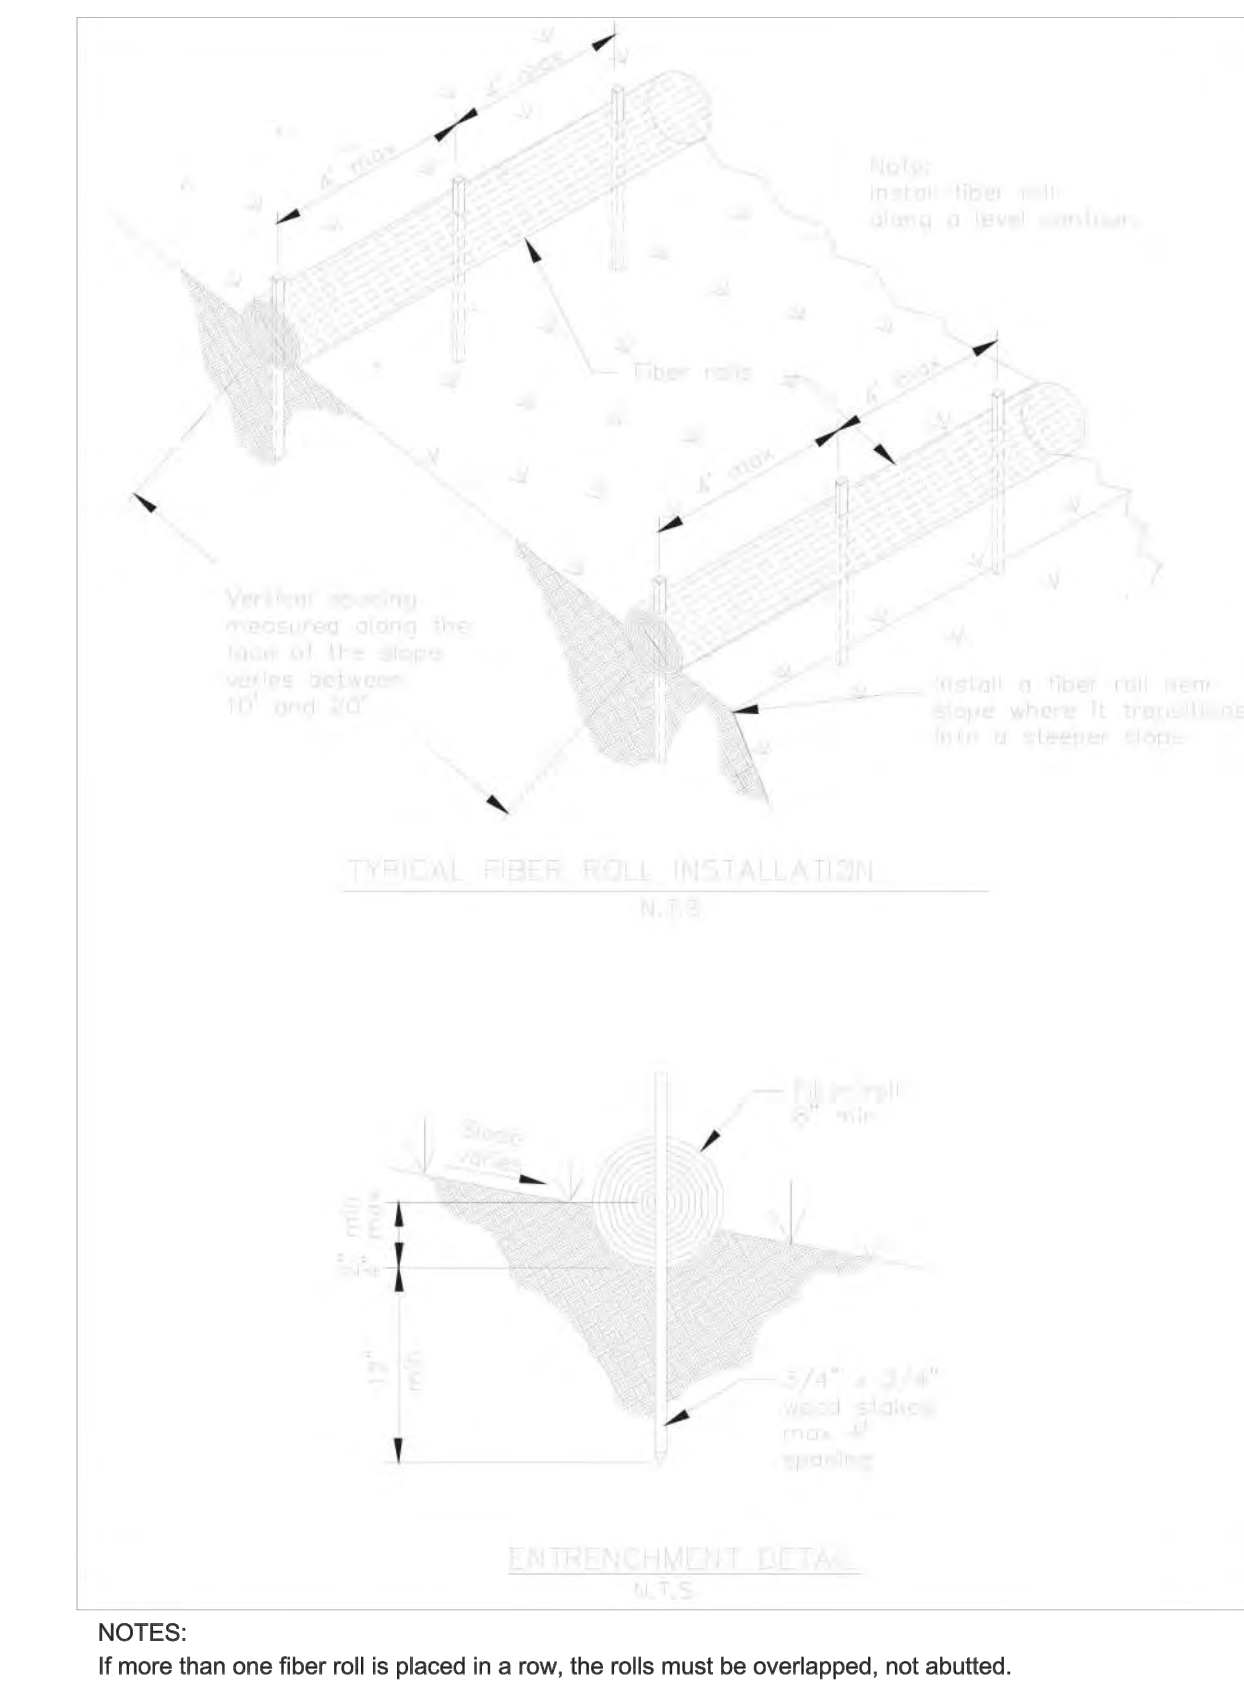 4' max
4' max
Note:
Install fiber roll
along a level contour.
Fiber rolls
4' max
4' max
Vertical spacing
measured along the
face of the slope
varies between
10' and 20'
Install a fiber roll near
slope where it transitions
into a steeper slope
TYPICAL FIBER ROLL INSTALLATION
N.T.S.
Fiber roll
8" min
Slope
varies
min
max
12"
min
3/4" x 3/4"
wood stakes
max 4'
spacing
ENTRENCHMENT DETAIL
N.T.S.
NOTES:
If more than one fiber roll is placed in a row, the rolls must be overlapped, not abutted.